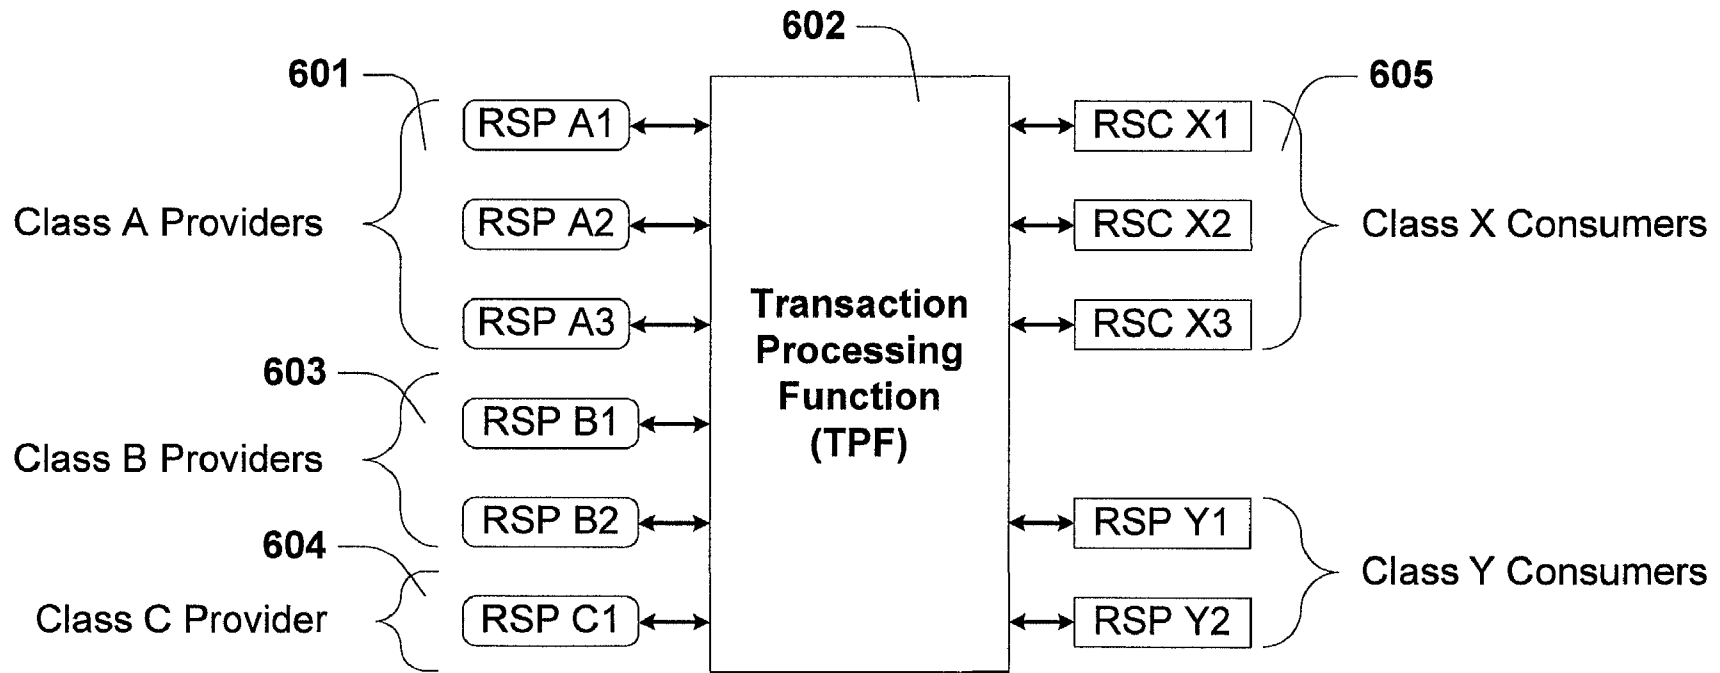 602
601
605
RSP A1
RSC X1
Class A Providers
RSP A2
RSC X2
Class X Consumers
RSP A3
RSC X3
Transaction
Processing
Function
(TPF)
603
RSP B1
Class B Providers
RSP B2
RSP Y1
604
Class Y Consumers
Class C Provider
RSP C1
RSP Y2